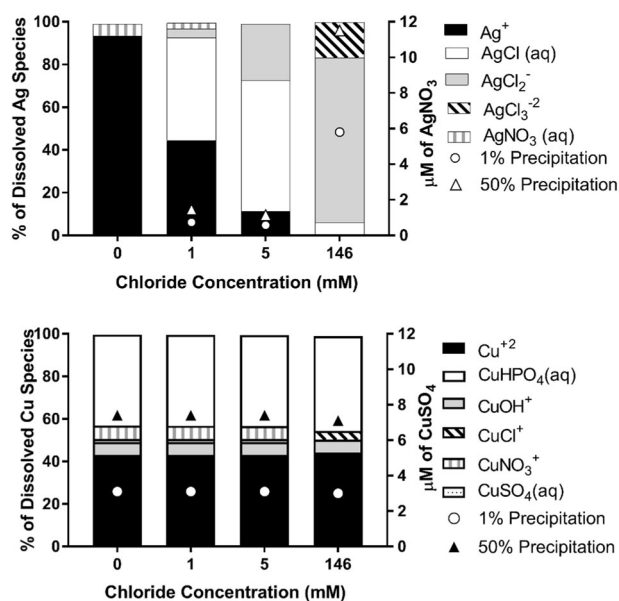 100 12
80 10
60 8
40 6
20 4
0 2
0
0 1 5 146
% of Dissolved Ag Species
μM of AgNO3
Chloride Concentration (mM)
Ag+
AgCl (aq)
AgCl2-
AgCl3-2
AgNO3 (aq)
1% Precipitation
50% Precipitation
100 12
80 10
60 8
40 6
20 4
0 2
0
0 1 5 146
% of Dissolved Cu Species
μM of CuSO4
Chloride Concentration (mM)
Cu+2
CuHPO4(aq)
CuOH+
CuCl+
CuNO3+
CuSO4(aq)
1% Precipitation
50% Precipitation